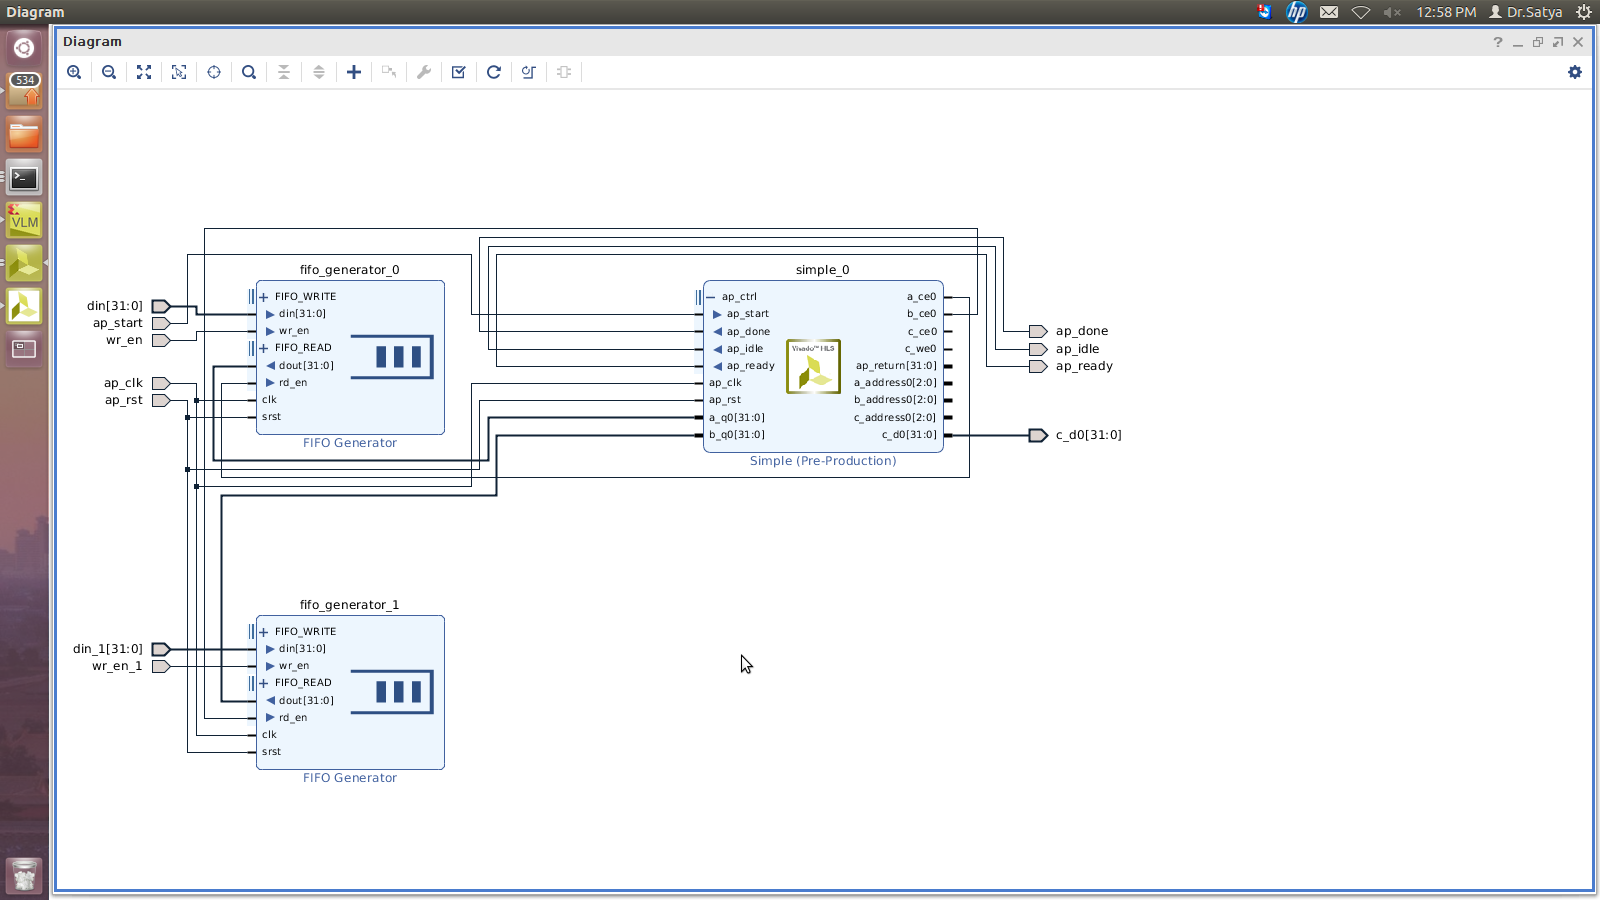 Diagram
12:58 PM
Dr.Satya
Diagram
534
VLM
fifo_generator_0
FIFO_WRITE
din[31:0]
wr_en
FIFO_READ
dout[31:0]
rd_en
clk
srst
FIFO Generator
din[31:0]
ap_start
wr_en
ap_clk
ap_rst
simple_0
ap_ctrl
ap_start
ap_done
ap_idle
ap_ready
ap_clk
ap_rst
a_q0[31:0]
b_q0[31:0]
Vivado™ HLS
a_ce0
b_ce0
c_ce0
c_we0
ap_return[31:0]
a_address0[2:0]
b_address0[2:0]
c_address0[2:0]
c_d0[31:0]
Simple (Pre-Production)
ap_done
ap_idle
ap_ready
c_d0[31:0]
fifo_generator_1
FIFO_WRITE
din[31:0]
wr_en
FIFO_READ
dout[31:0]
rd_en
clk
srst
FIFO Generator
din_1[31:0]
wr_en_1